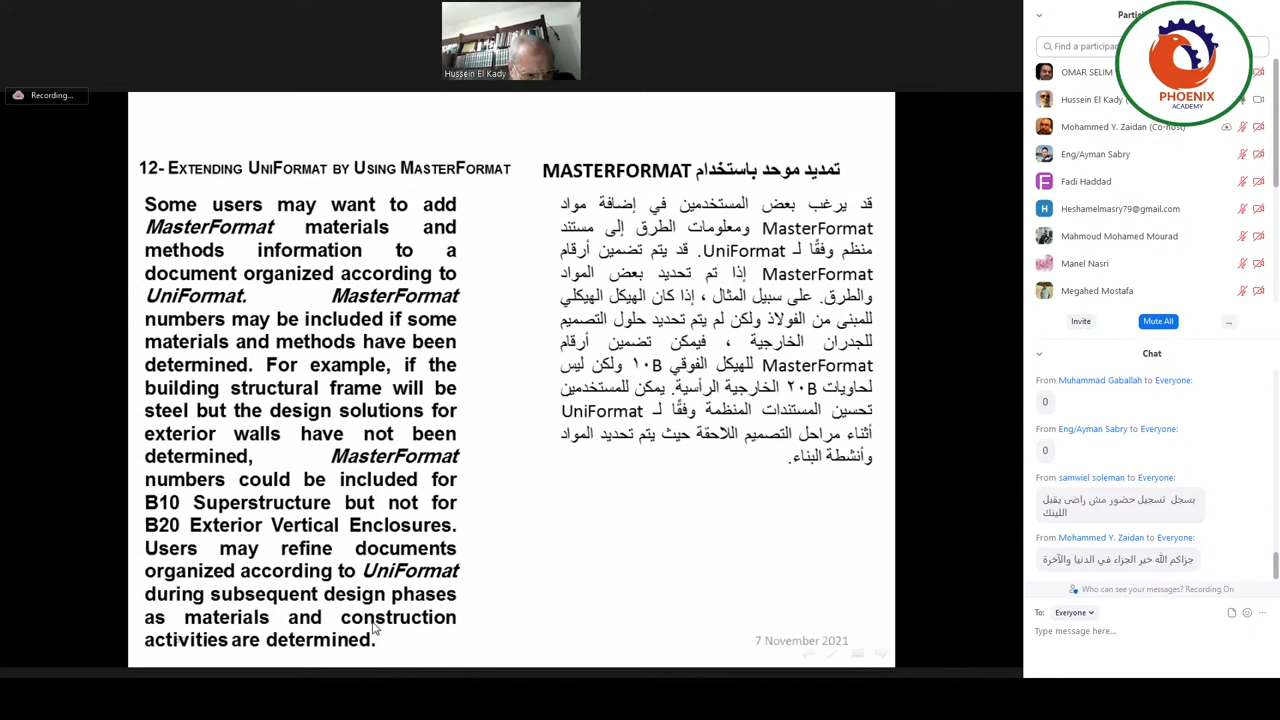 Hussein El Kady
Recording...
12- EXTENDING UNIFORMAT BY USING MASTERFORMAT
Some users may want to add
MasterFormat materials and
methods information to a
document organized according to
UniFormat. MasterFormat
numbers may be included if some
materials and methods have been
determined. For example, if the
building structural frame will be
steel but the design solutions for
exterior walls have not been
determined, MasterFormat
numbers could be included for
B10 Superstructure but not for
B20 Exterior Vertical Enclosures.
Users may refine documents
organized according to UniFormat
during subsequent design phases
as materials and construction
activities are determined.
تمديد موحد باستخدام MASTERFORMAT
قد يرغب بعض المستخدمين في إضافة مواد
MasterFormat ومعلومات الطرق إلى مستند
منظم وفقًا لـ UniFormat. قد يتم تضمين أرقام
MasterFormat إذا تم تحديد بعض المواد
والطرق. على سبيل المثال ، إذا كان الهيكل الهيكلي
للمبنى من الفولاذ ولكن لم يتم تحديد حلول التصميم
للجدران الخارجية ، فيمكن تضمين أرقام
MasterFormat للهيكل الفوقي B١٠ ولكن ليس
لحاويات B٢٠ الخارجية الرأسية. يمكن للمستخدمين
تحسين المستندات المنظمة وفقًا لـ UniFormat
أثناء مراحل التصميم اللاحقة حيث يتم تحديد المواد
وأنشطة البناء.
7 November 2021
Find a participa
PHOENIX
ACADEMY
OMAR SELIM
Hussein El Kady
Mohammed Y. Zaidan (Co-host)
Eng/Ayman Sabry
Fadi Haddad
H Heshamelmasry79@gmail.com
Mahmoud Mohamed Mourad
Manel Nasri
Megahed Mostafa
Invite
Mute All
...
Chat
From Muhammad Gaballah to Everyone:
0
From Eng/Ayman Sabry to Everyone:
0
From samwiel soleman to Everyone:
بسجل تسجيل حضور مش راضى يقبل
اللينك
From Mohammed Y. Zaidan to Everyone:
جزاكم الله خير الجزاء في الدنيا والآخرة
Who can see your messages? Recording On
To: Everyone
Type message here...